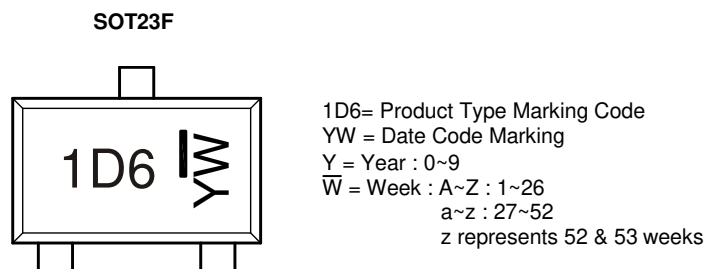 SOT23F
1D6 YW
1D6= Product Type Marking Code
YW = Date Code Marking
Y = Year : 0~9
W̅ = Week : A~Z : 1~26
a~z : 27~52
z represents 52 & 53 weeks